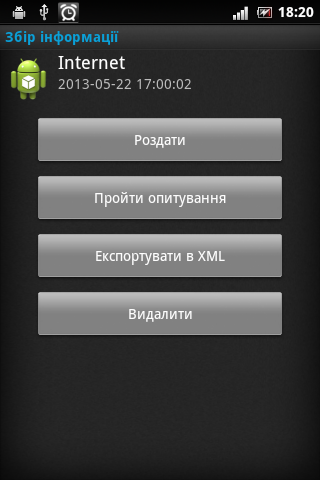 18:20
Збір інформації
Internet
2013-05-22 17:00:02
Роздати
Пройти опитування
Експортувати в XML
Видалити